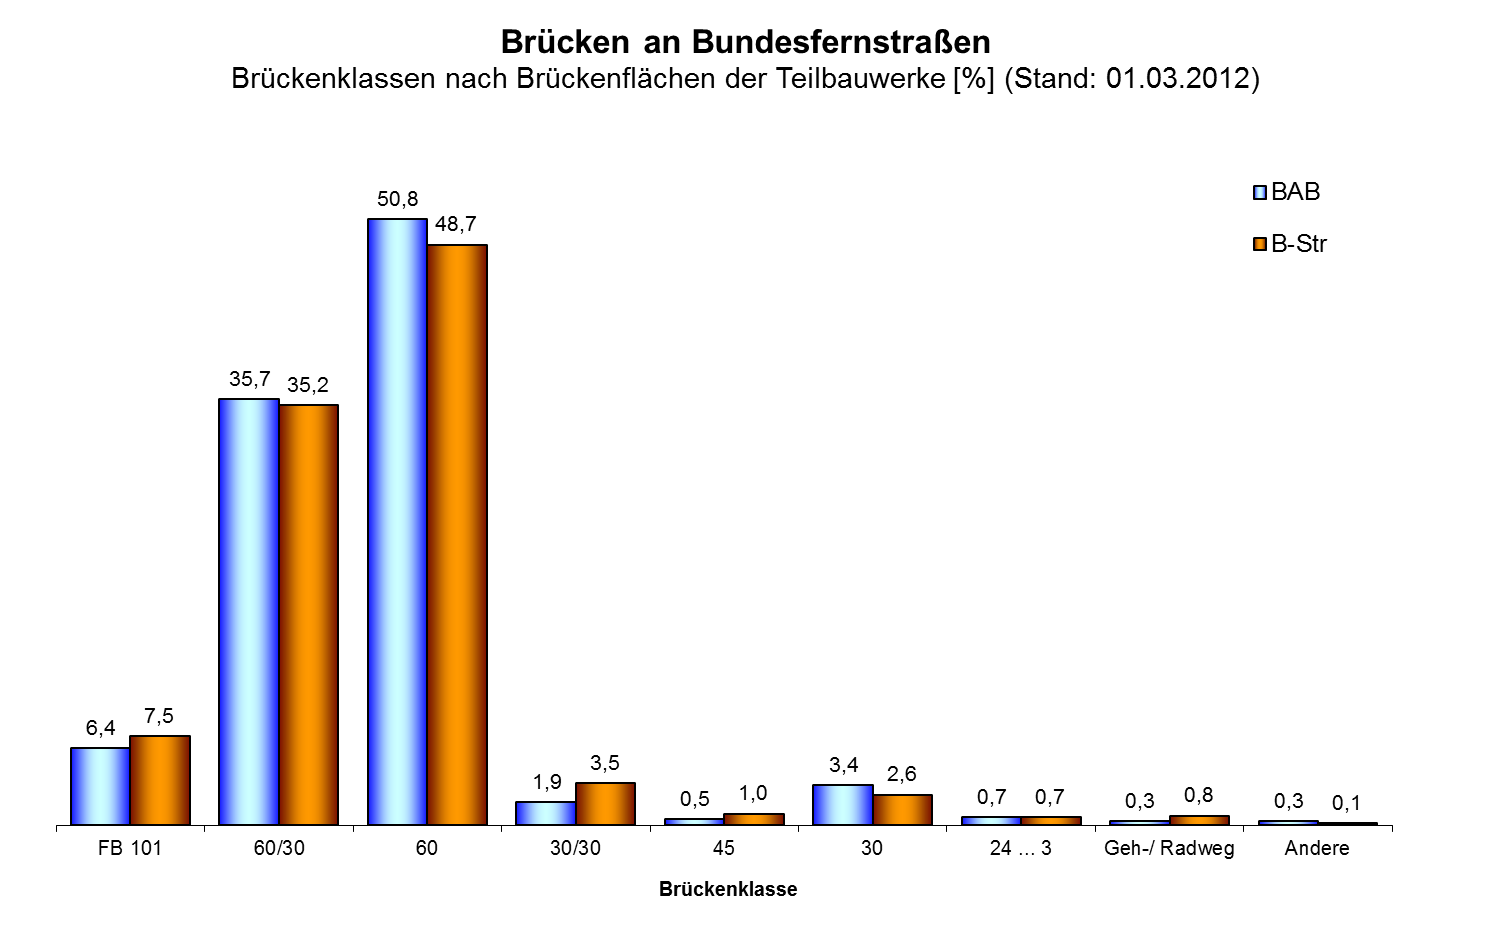 Brücken an Bundesfernstraßen
Brückenklassen nach Brückenflächen der Teilbauwerke [%] (Stand: 01.03.2012)
BAB
B-Str
50,8
48,7
35,7
35,2
6,4
7,5
1,9
3,5
0,5
1,0
3,4
2,6
0,7
0,7
0,3
0,8
0,3
0,1
FB 101
60/30
60
30/30
45
30
24 ... 3
Geh-/ Radweg
Andere
Brückenklasse